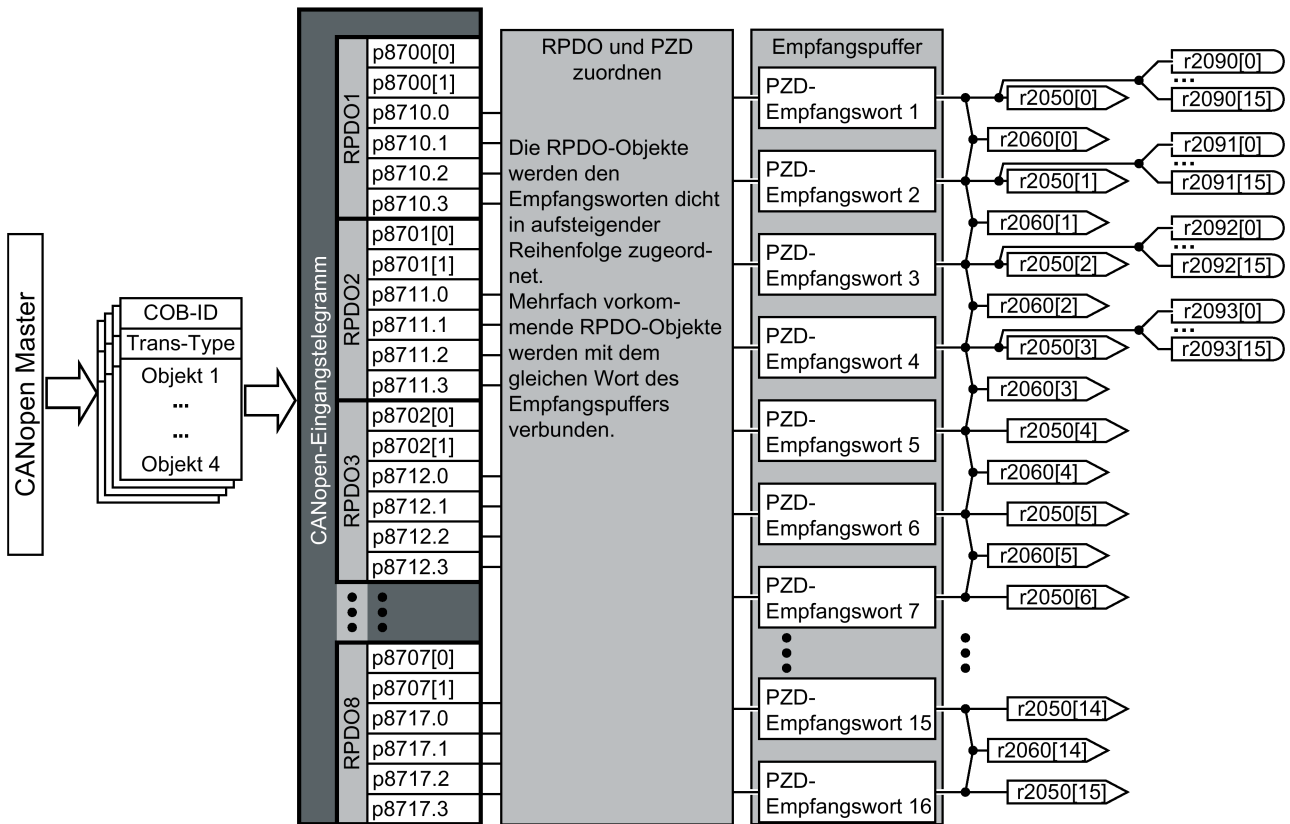 CANopen Master
COB-ID
Trans-Type
Objekt 1
...
...
Objekt 4
CANopen-Eingangstelegramm
RPDO1
p8700[0]
p8700[1]
p8710.0
p8710.1
p8710.2
p8710.3
RPDO2
p8701[0]
p8701[1]
p8711.0
p8711.1
p8711.2
p8711.3
RPDO3
p8702[0]
p8702[1]
p8712.0
p8712.1
p8712.2
p8712.3
RPDO8
p8707[0]
p8707[1]
p8717.0
p8717.1
p8717.2
p8717.3
RPDO und PZD
zuordnen
Die RPDO-Objekte
werden den
Empfangsworten dicht
in aufsteigender
Reihenfolge zugeord-
net.
Mehrfach vorkom-
mende RPDO-Objekte
werden mit dem
gleichen Wort des
Empfangspuffers
verbunden.
Empfangspuffer
PZD-
Empfangswort 1
PZD-
Empfangswort 2
PZD-
Empfangswort 3
PZD-
Empfangswort 4
PZD-
Empfangswort 5
PZD-
Empfangswort 6
PZD-
Empfangswort 7
PZD-
Empfangswort 15
PZD-
Empfangswort 16
r2050[0]
r2060[0]
r2050[1]
r2060[1]
r2050[2]
r2060[2]
r2050[3]
r2060[3]
r2050[4]
r2060[4]
r2050[5]
r2060[5]
r2050[6]
r2050[14]
r2060[14]
r2050[15]
r2090[0]
...
r2090[15]
r2091[0]
...
r2091[15]
r2092[0]
...
r2092[15]
r2093[0]
...
r2093[15]